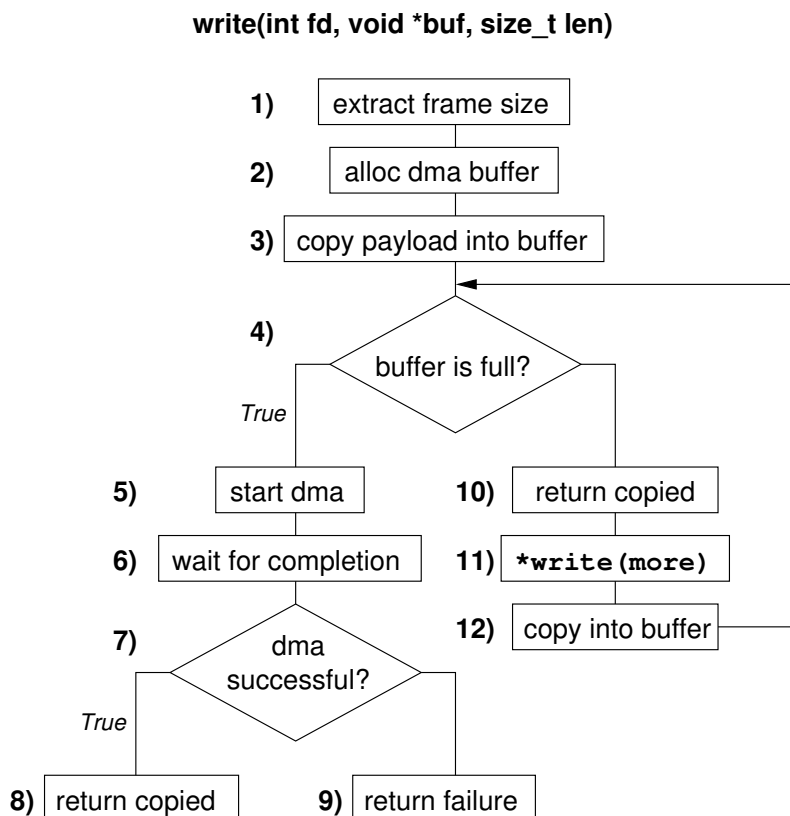 write(int fd, void *buf, size_t len)
1) extract frame size
2) alloc dma buffer
3) copy payload into buffer
4) buffer is full?
True
5) start dma
10) return copied
6) wait for completion
11) *write(more)
7) dma
successful?
12) copy into buffer
True
8) return copied
9) return failure